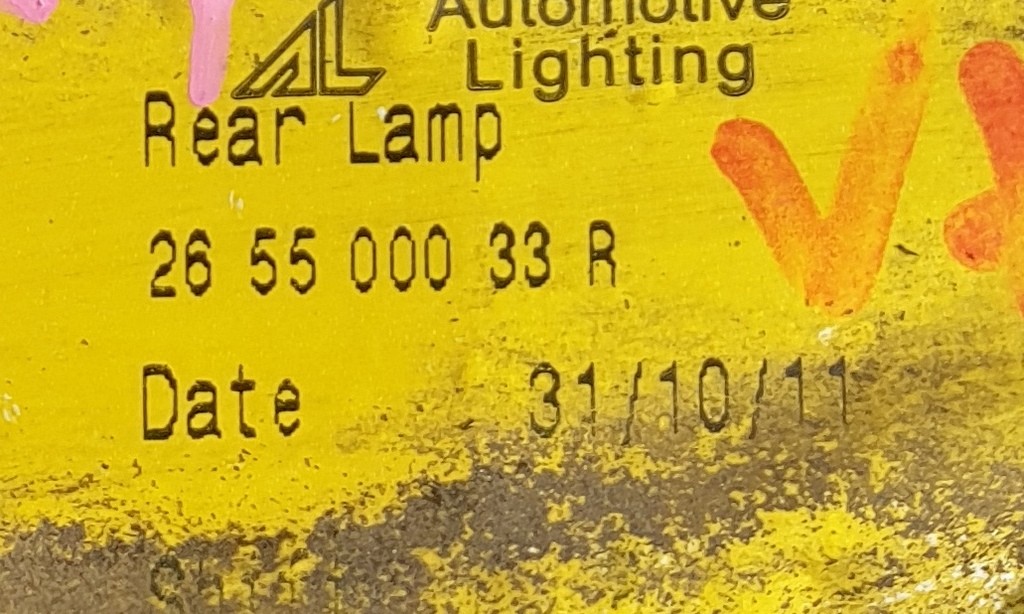 Automotive
Lighting
Rear Lamp
26 55 000 33 R
Date 31/10/11